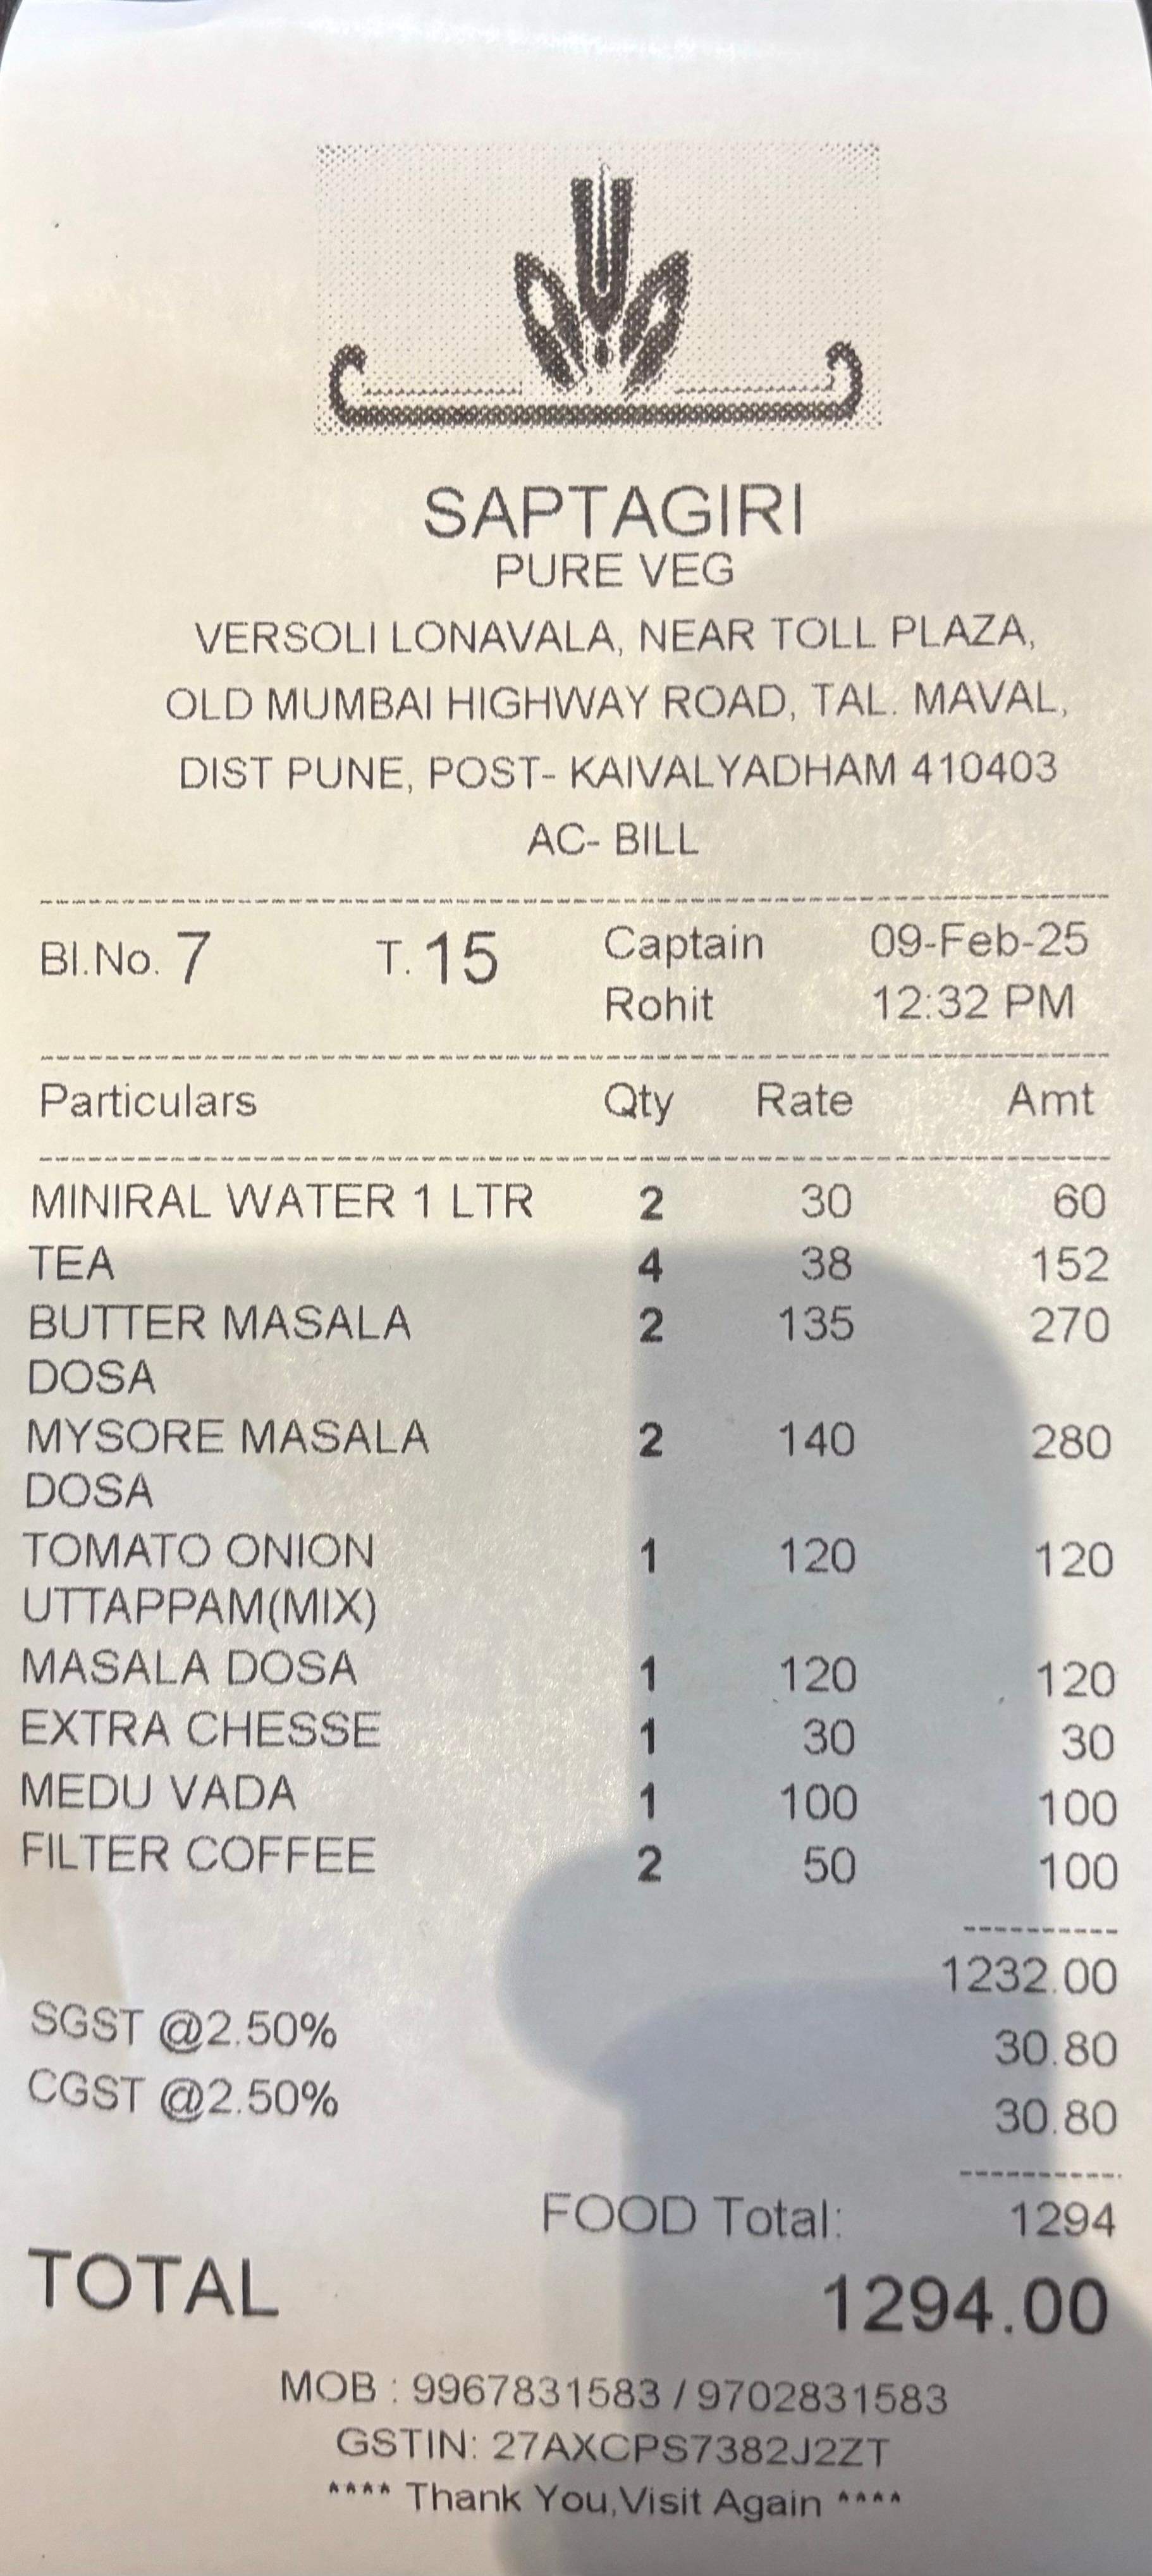 SAPTAGIRI
PURE VEG
VERSOLI LONAVALA, NEAR TOLL PLAZA,
OLD MUMBAI HIGHWAY ROAD, TAL. MAVAL,
DIST PUNE, POST- KAIVALYADHAM 410403
AC- BILL
Bl.No. 7 T. 15 Captain 09-Feb-25
Rohit 12:32 PM
Particulars Qty Rate Amt
MINIRAL WATER 1 LTR 2 30 60
TEA 4 38 152
BUTTER MASALA 2 135 270
DOSA
MYSORE MASALA 2 140 280
DOSA
TOMATO ONION 1 120 120
UTTAPPAM(MIX)
MASALA DOSA 1 120 120
EXTRA CHESSE 1 30 30
MEDU VADA 1 100 100
FILTER COFFEE 2 50 100
1232.00
SGST @2.50% 30.80
CGST @2.50% 30.80
FOOD Total: 1294
TOTAL 1294.00
MOB : 9967831583 / 9702831583
GSTIN: 27AXCPS7382J2ZT
**** Thank You,Visit Again ****